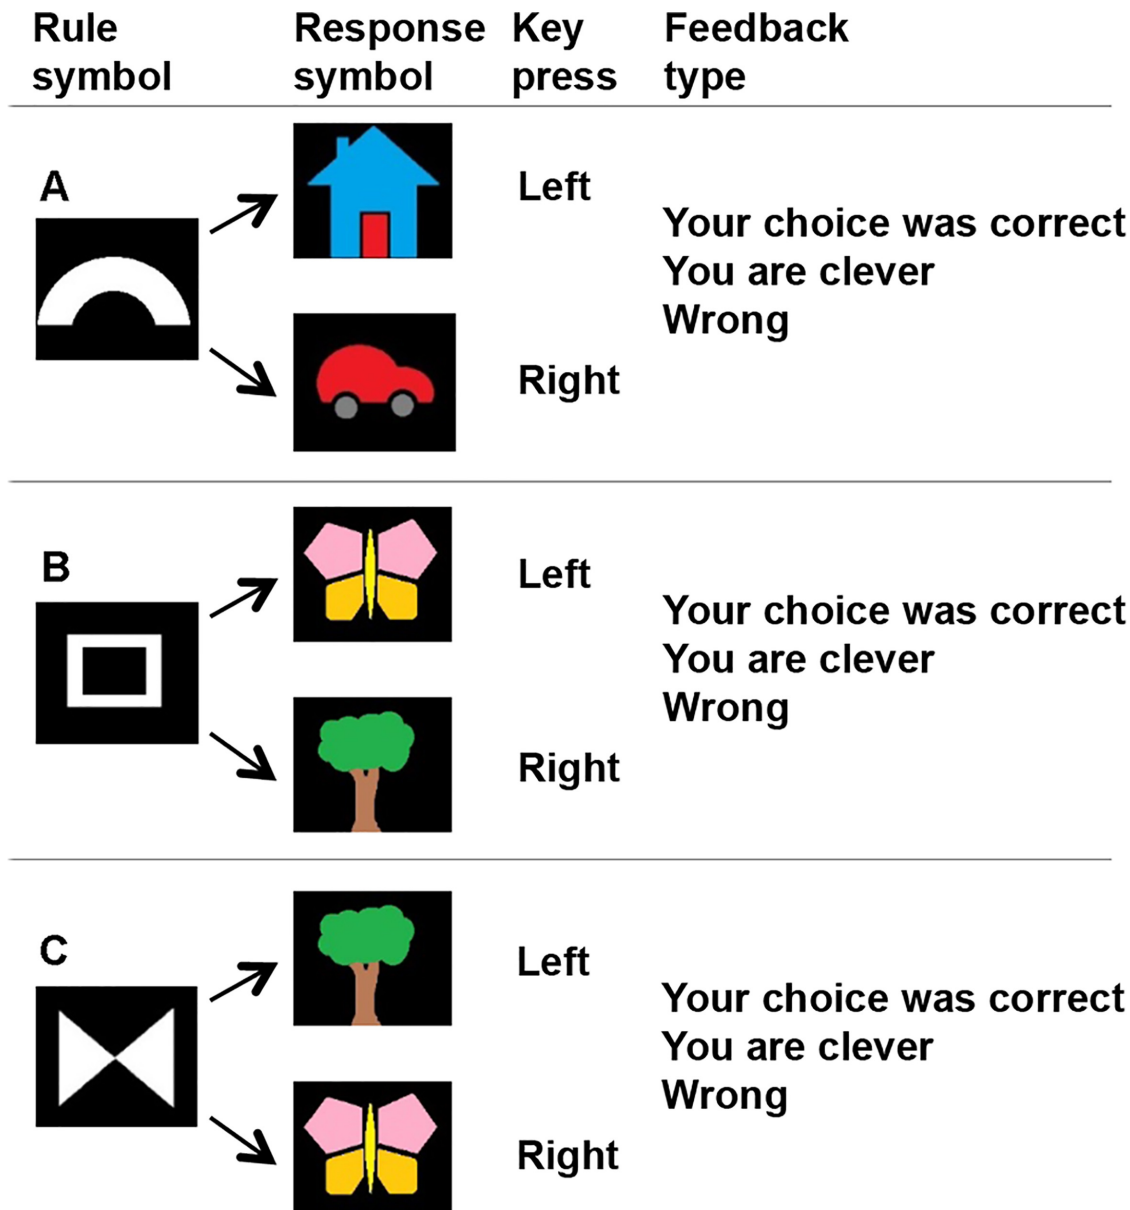 Rule symbol
Response symbol
Key press
Feedback type
A
Left
Right
Your choice was correct
You are clever
Wrong
B
Left
Right
Your choice was correct
You are clever
Wrong
C
Left
Right
Your choice was correct
You are clever
Wrong